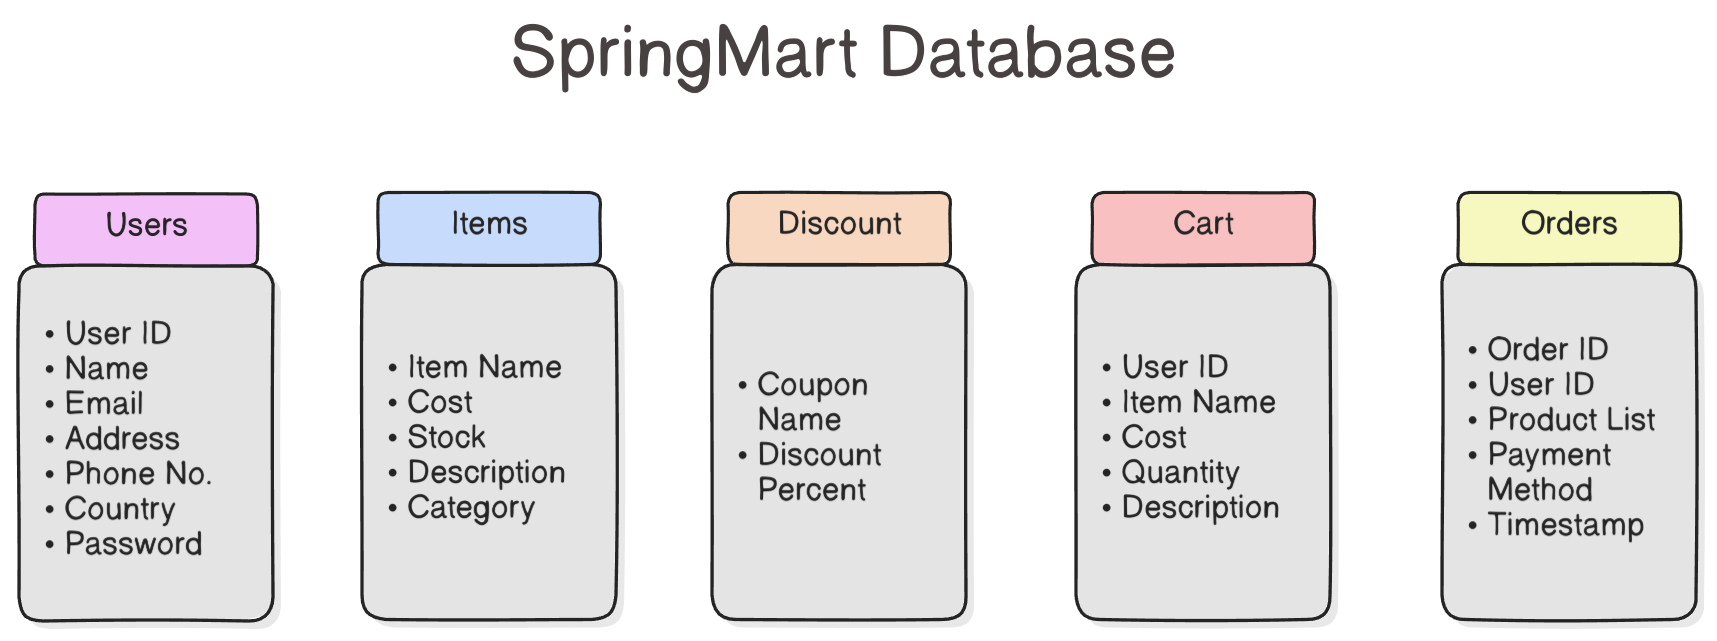 SpringMart Database
Users
• User ID
• Name
• Email
• Address
• Phone No.
• Country
• Password
Items
• Item Name
• Cost
• Stock
• Description
• Category
Discount
• Coupon
Name
• Discount
Percent
Cart
• User ID
• Item Name
• Cost
• Quantity
• Description
Orders
• Order ID
• User ID
• Product List
• Payment
Method
• Timestamp